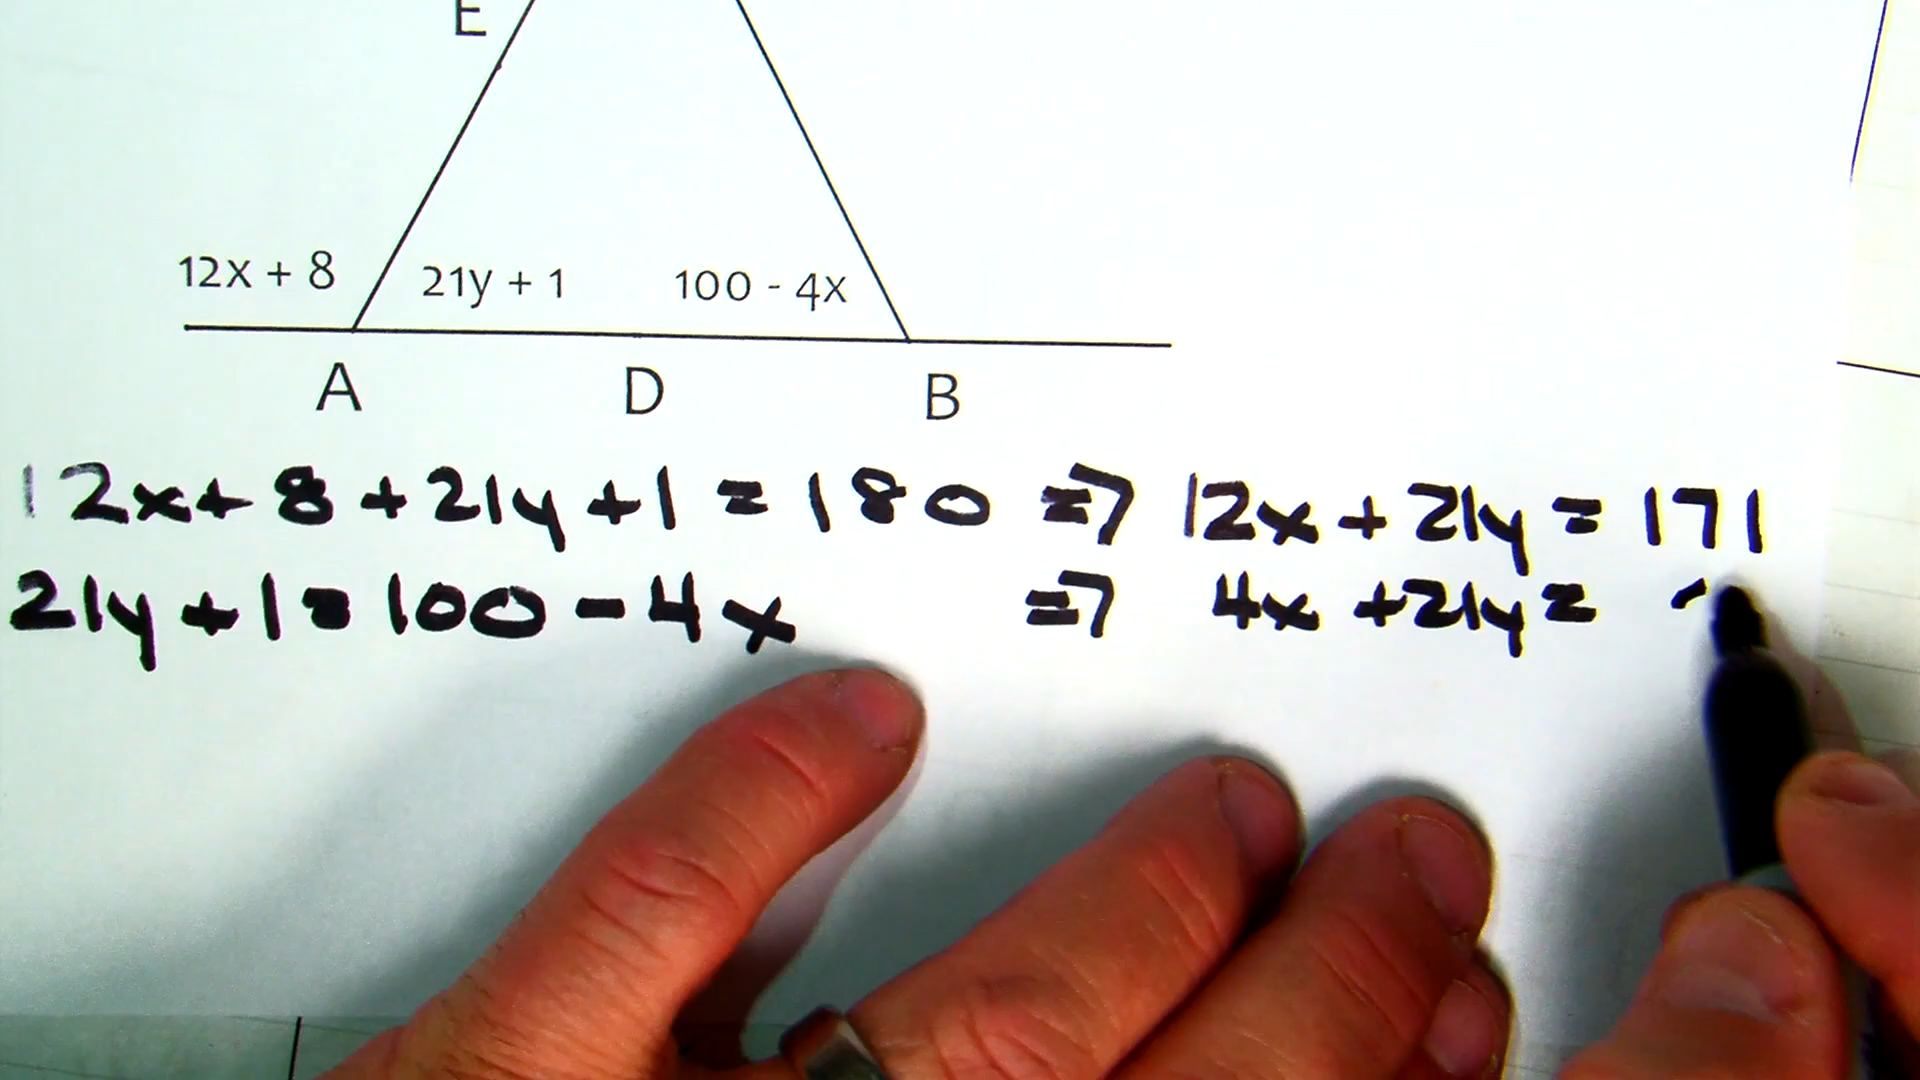 E
12x + 8 21y + 1 100 - 4x
A D B
12x + 8 + 21y + 1 = 180 => 12x + 21y = 171
21y + 1 = 100 - 4x => 4x + 21y =